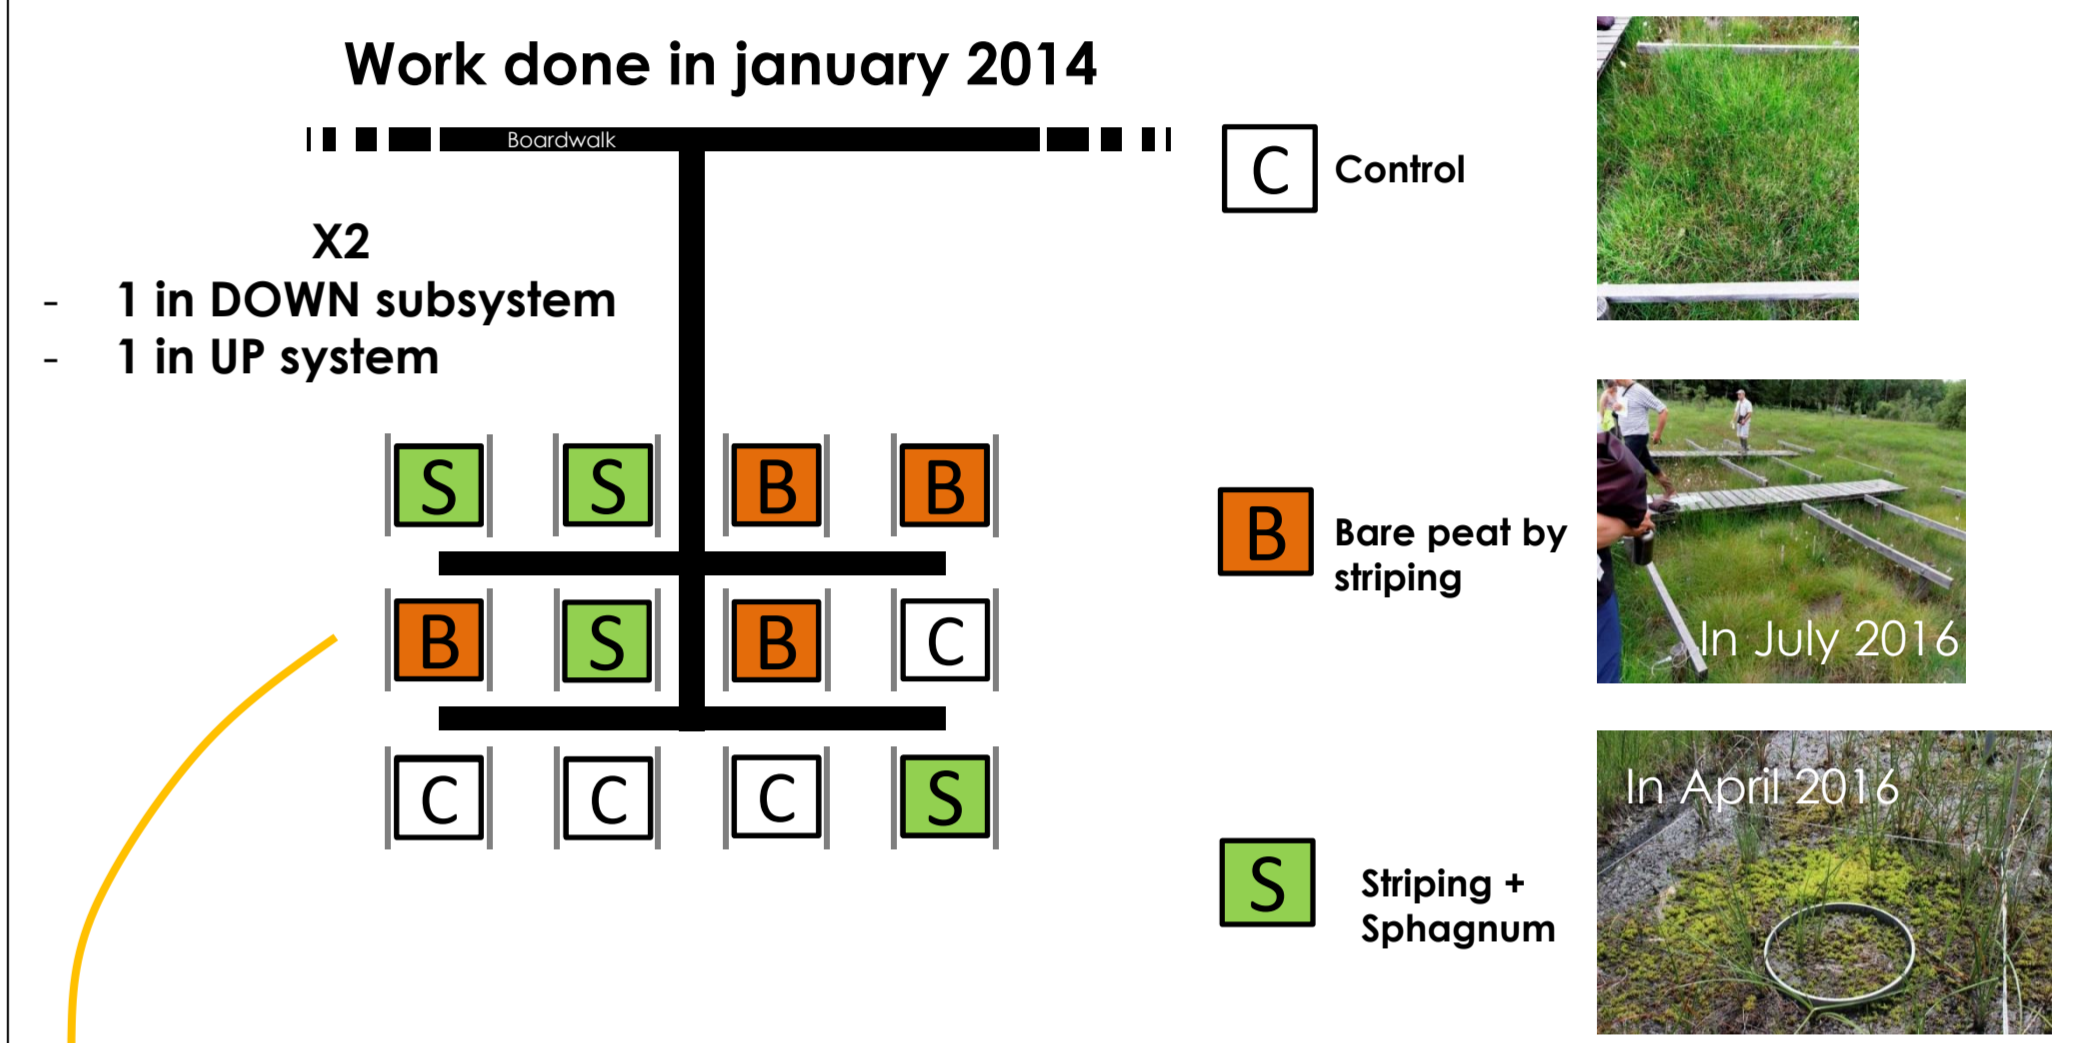 Work done in january 2014
Boardwalk
X2
- 1 in DOWN subsystem
- 1 in UP system
S S B B
B S B C
C C C S
C Control
B Bare peat by
striping
In July 2016
S Striping +
Sphagnum
In April 2016